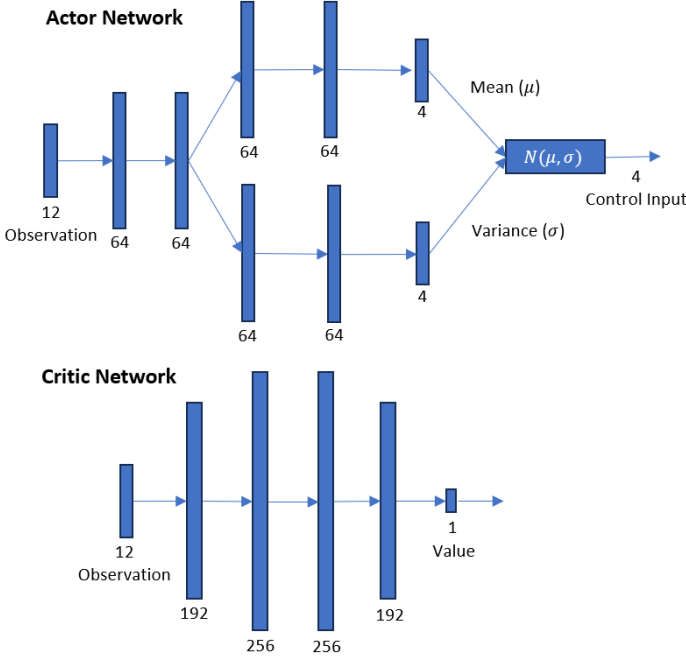 Actor Network
12
Observation
64
64
64
64
4
Mean (μ)
64
64
4
Variance (σ)
N(μ, σ)
4
Control Input
Critic Network
12
Observation
192
256
256
192
1
Value